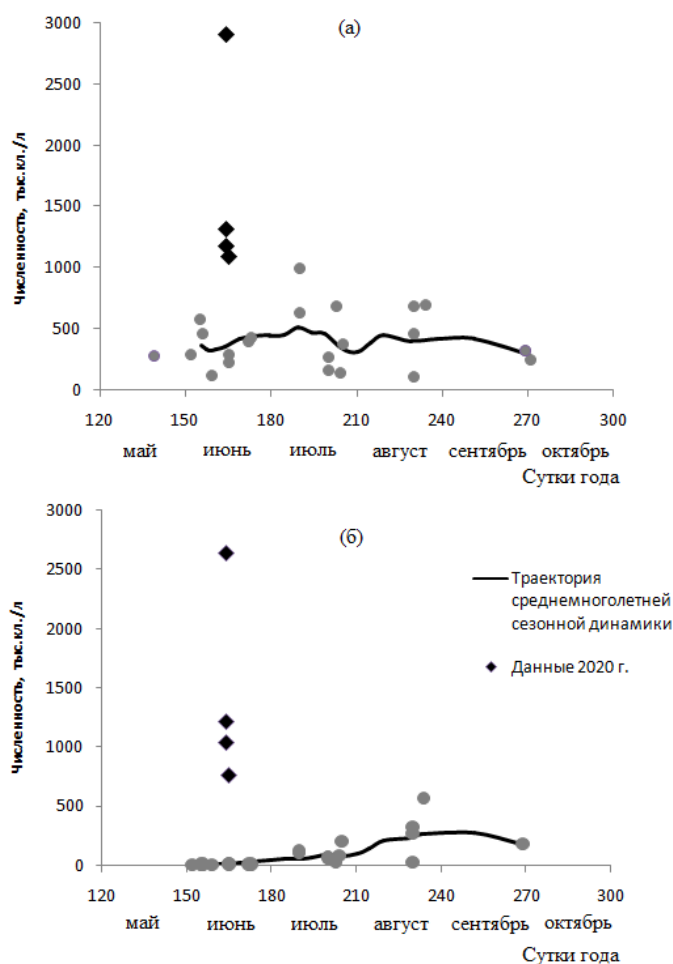 (а)
Численность, тыс.кл./л
3000
2500
2000
1500
1000
500
0
120 150 180 210 240 270 300
май июнь июль август сентябрь октябрь
Сутки года
(б)
Численность, тыс.кл./л
3000
2500
2000
1500
1000
500
0
Траектория
среднемноголетней
сезонной динамики
Данные 2020 г.
120 150 180 210 240 270 300
май июнь июль август сентябрь октябрь
Сутки года